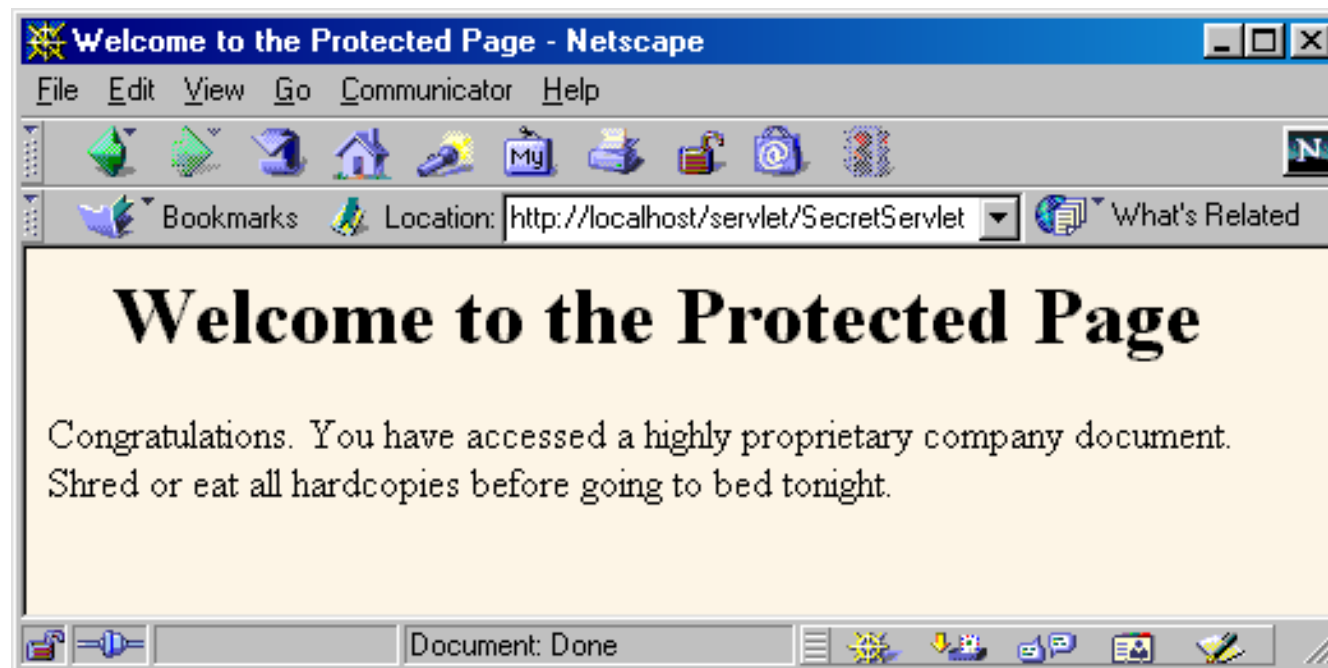 Welcome to the Protected Page - Netscape
File Edit View Go Communicator Help
My
N
Bookmarks Location: http://localhost/servlet/SecretServlet What's Related
Welcome to the Protected Page
Congratulations. You have accessed a highly proprietary company document.
Shred or eat all hardcopies before going to bed tonight.
Document: Done